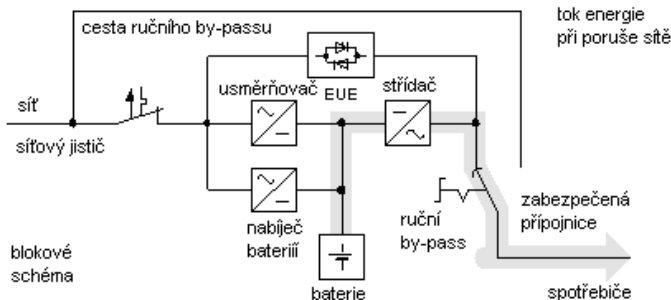 cesta ručního by-passu
tok energie
při poruše sítě
síť
usměrňovač
EUE
střídač
síťový jistič
nabíječ
bateriíí
ruční
by-pass
zabezpečená
přípojnice
blokové
schéma
baterie
spotřebiče